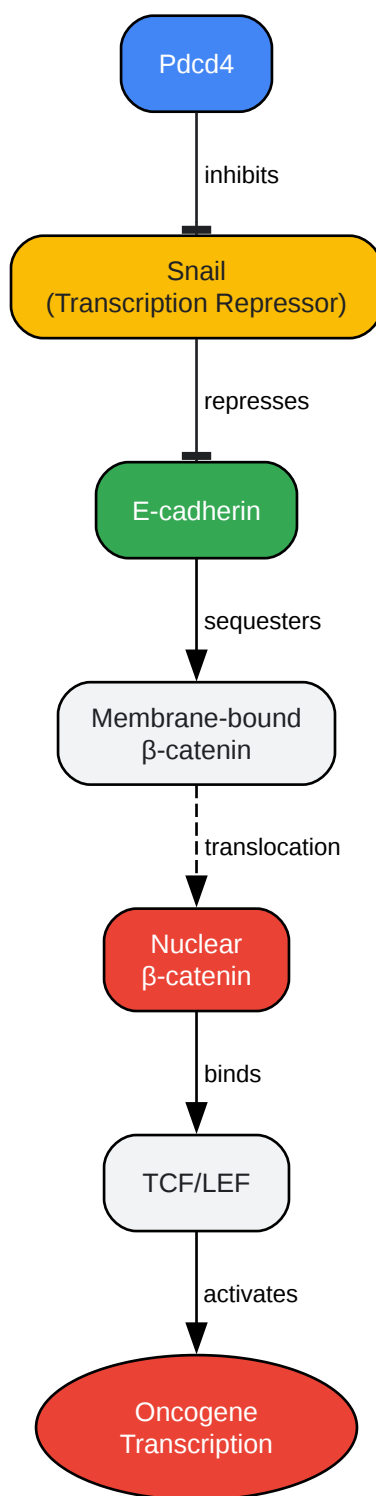 Pdcd4
inhibits
Snail
(Transcription Repressor)
represses
E-cadherin
sequesters
Membrane-bound
β-catenin
translocation
Nuclear
β-catenin
binds
TCF/LEF
activates
Oncogene
Transcription